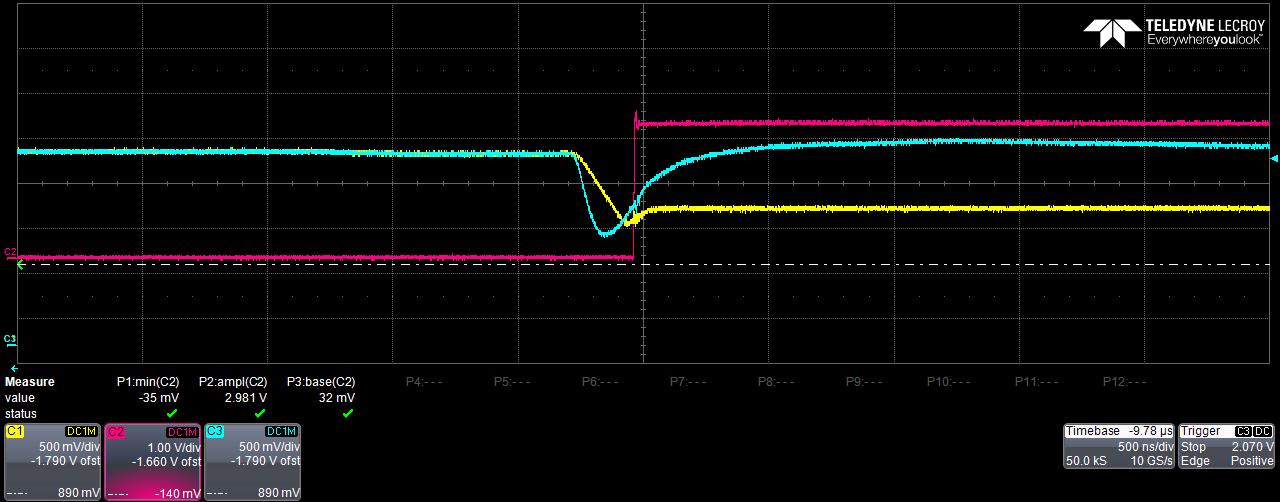 TELEDYNE LECROY
Everywhereyoulook™
C2
C3
Measure P1:min(C2) P2:ampl(C2) P3:base(C2) P4:--- P5:--- P6:--- P7:--- P8:--- P9:--- P10:--- P11:--- P12:---
value -35 mV 2.981 V 32 mV
status
C1 DC1M C2 DC1M C3 DC1M Timebase -9.78 µs Trigger C3 DC
500 mV/div 1.00 V/div 500 mV/div 500 ns/div Stop 2.070 V
-1.790 V ofst -1.660 V ofst -1.790 V ofst 50.0 kS 10 GS/s Edge Positive
890 mV -140 mV 890 mV